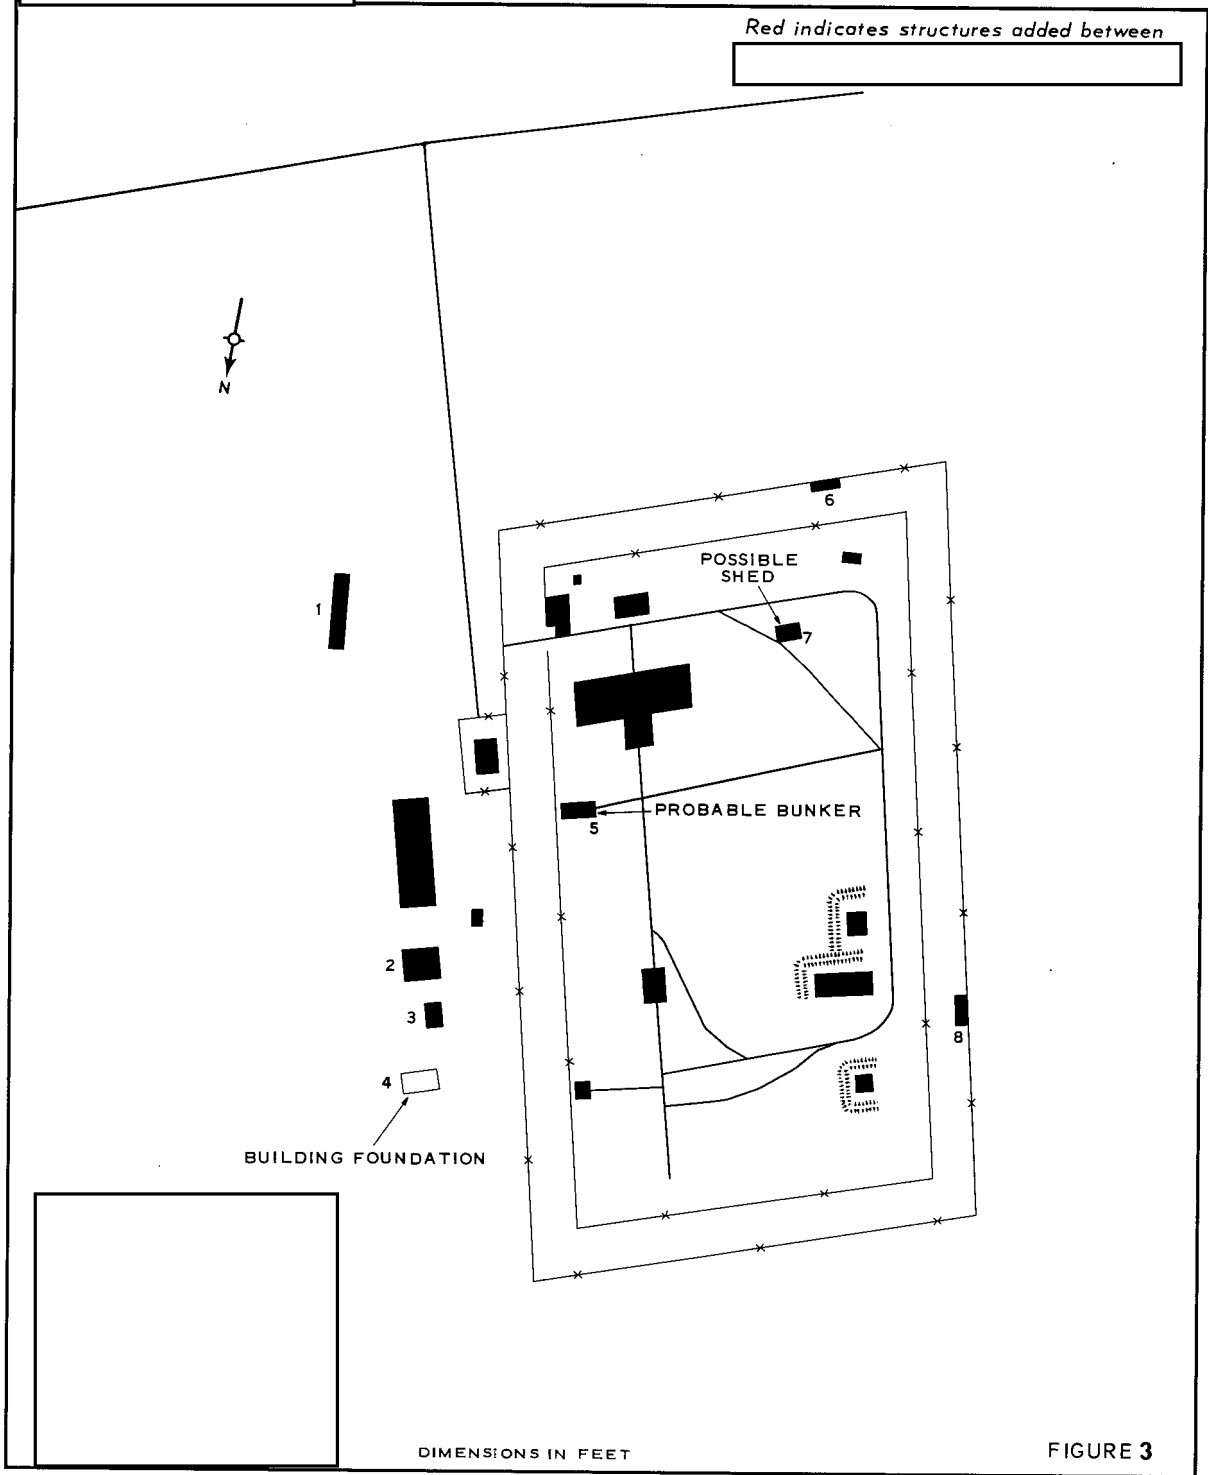 Red indicates structures added between
N
6
POSSIBLE
SHED
7
1
PROBABLE BUNKER
5
2
3
8
4
BUILDING FOUNDATION
DIMENSIONS IN FEET
FIGURE 3